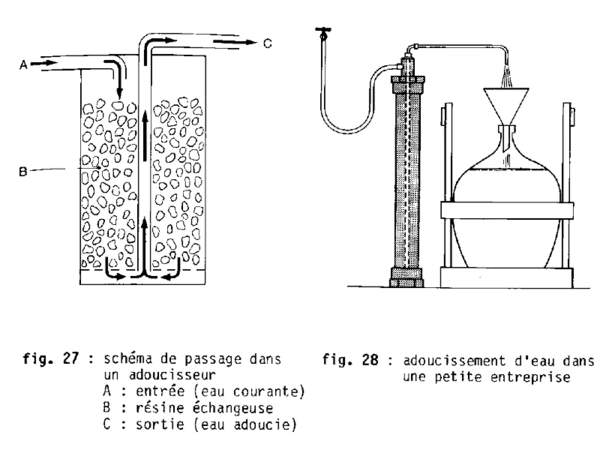 A
C
B
fig. 27 : schéma de passage dans
un adoucisseur
A : entrée (eau courante)
B : résine échangeuse
C : sortie (eau adoucie)
fig. 28 : adoucissement d'eau dans
une petite entreprise